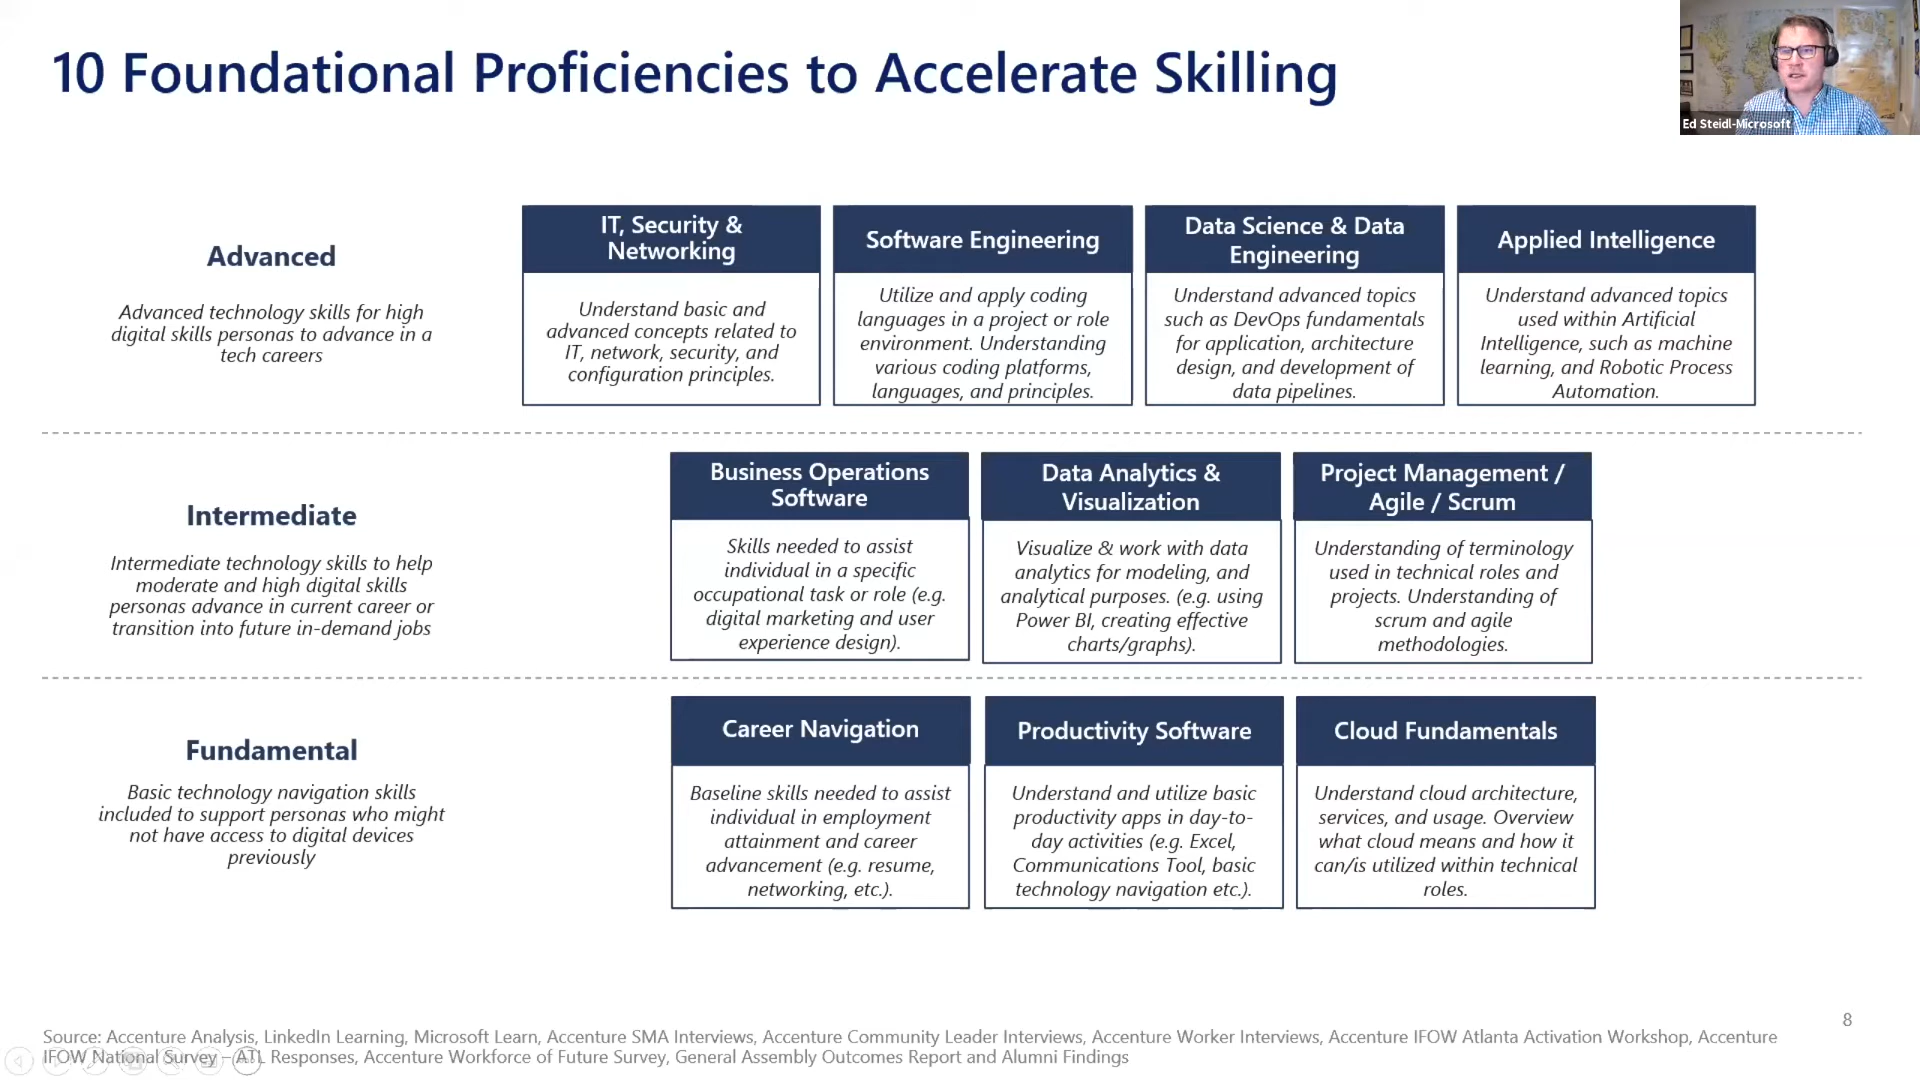 10 Foundational Proficiencies to Accelerate Skilling
Ed Steidl-Microsoft
Advanced
Advanced technology skills for high
digital skills personas to advance in a
tech careers
IT, Security &
Networking
Understand basic and
advanced concepts related to
IT, network, security, and
configuration principles.
Software Engineering
Utilize and apply coding
languages in a project or role
environment. Understanding
various coding platforms,
languages, and principles.
Data Science & Data
Engineering
Understand advanced topics
such as DevOps fundamentals
for application, architecture
design, and development of
data pipelines.
Applied Intelligence
Understand advanced topics
used within Artificial
Intelligence, such as machine
learning, and Robotic Process
Automation.
Intermediate
Intermediate technology skills to help
moderate and high digital skills
personas advance in current career or
transition into future in-demand jobs
Business Operations
Software
Skills needed to assist
individual in a specific
occupational task or role (e.g.
digital marketing and user
experience design).
Data Analytics &
Visualization
Visualize & work with data
analytics for modeling, and
analytical purposes. (e.g. using
Power BI, creating effective
charts/graphs).
Project Management /
Agile / Scrum
Understanding of terminology
used in technical roles and
projects. Understanding of
scrum and agile
methodologies.
Fundamental
Basic technology navigation skills
included to support personas who might
not have access to digital devices
previously
Career Navigation
Baseline skills needed to assist
individual in employment
attainment and career
advancement (e.g. resume,
networking, etc.).
Productivity Software
Understand and utilize basic
productivity apps in day-to-
day activities (e.g. Excel,
Communications Tool, basic
technology navigation etc.).
Cloud Fundamentals
Understand cloud architecture,
services, and usage. Overview
what cloud means and how it
can/is utilized within technical
roles.
8
Source: Accenture Analysis, LinkedIn Learning, Microsoft Learn, Accenture SMA Interviews, Accenture Community Leader Interviews, Accenture Worker Interviews, Accenture IFOW Atlanta Activation Workshop, Accenture
IFOW National Survey – ATL Responses, Accenture Workforce of Future Survey, General Assembly Outcomes Report and Alumni Findings